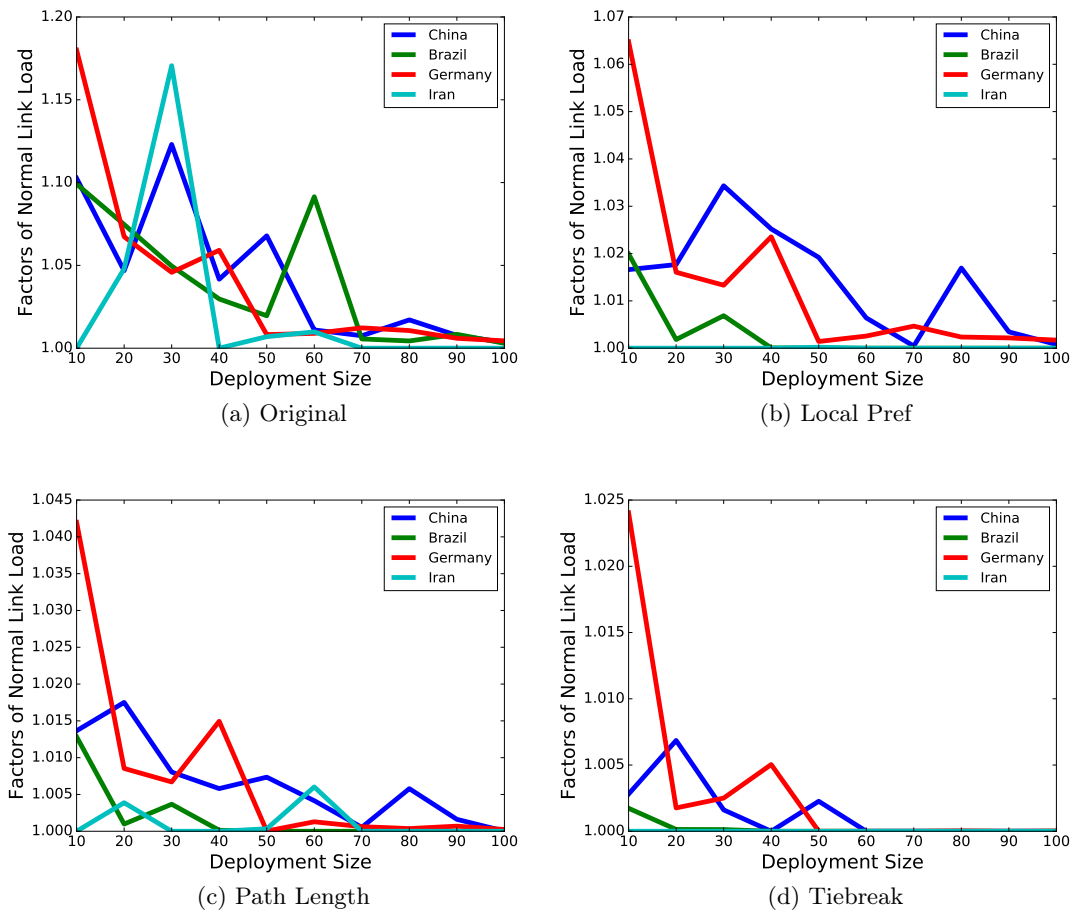 1.20
1.15
1.10
1.05
1.00
Factors of Normal Link Load
China
Brazil
Germany
Iran
10 20 30 40 50 60 70 80 90 100
Deployment Size
(a) Original
1.07
1.06
1.05
1.04
1.03
1.02
1.01
1.00
Factors of Normal Link Load
China
Brazil
Germany
Iran
10 20 30 40 50 60 70 80 90 100
Deployment Size
(b) Local Pref
1.045
1.040
1.035
1.030
1.025
1.020
1.015
1.010
1.005
1.000
Factors of Normal Link Load
China
Brazil
Germany
Iran
10 20 30 40 50 60 70 80 90 100
Deployment Size
(c) Path Length
1.025
1.020
1.015
1.010
1.005
1.000
Factors of Normal Link Load
China
Brazil
Germany
Iran
10 20 30 40 50 60 70 80 90 100
Deployment Size
(d) Tiebreak